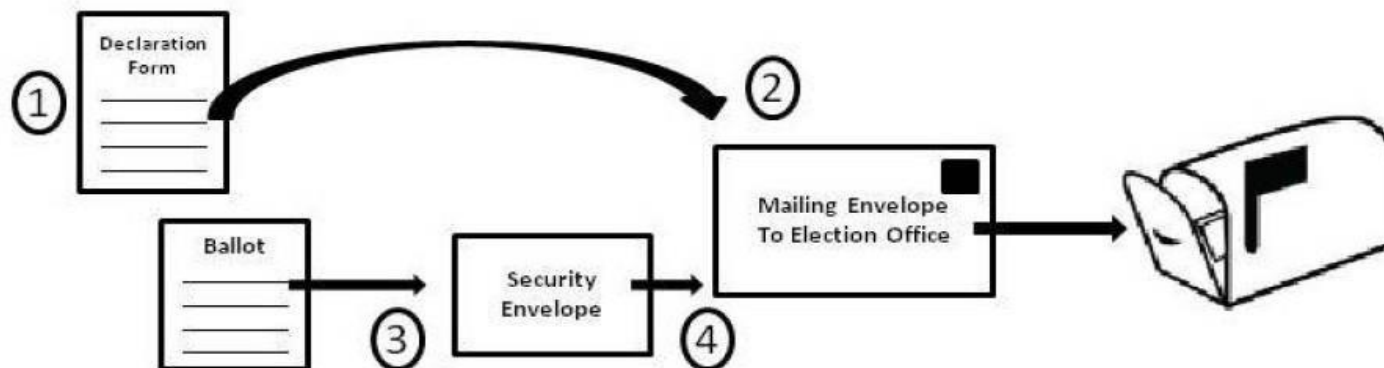 1
Declaration
Form
2
Mailing Envelope
To Election Office
Ballot
Security
Envelope
3
4